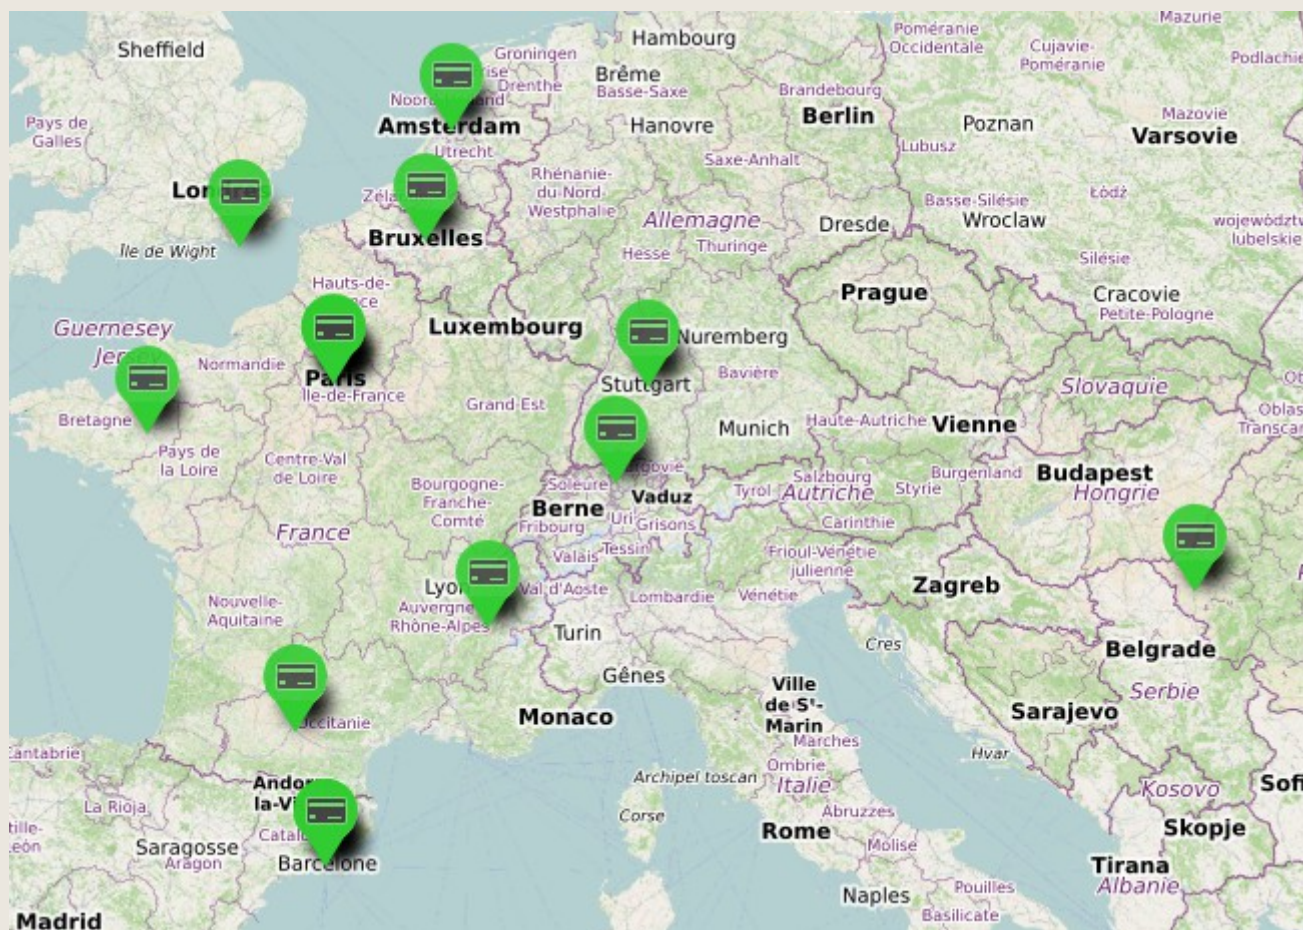 Sheffield
Hambourg
Poméranie
Occidentale
Cujavie-
Poméranie
Mazurie
Podlachie
Groningen
Drenthe
Brême
Basse-Saxe
Brandebourg
Berlin
Poznan
Mazovie
Varsovie
Pays de
Galles
Amsterdam
Utrecht
Hanovre
Saxe-Anhalt
Lubusz
Londres
Rhénanie-
du-Nord-
Westphalie
Allemagne
Thuringe
Hesse
Dresde
Basse-Silésie
Wroclaw
Łódź
Silésie
lubelskie
Île de Wight
Bruxelles
Hauts-de-
Prague
Cracovie
Petite-Pologne
Guernesey
Jersey
Normandie
Luxembourg
Nuremberg
Paris
Île-de-France
Stuttgart
Bavière
Slovaquie
Bretagne
Pays de
la Loire
Centre-Val
de Loire
Grand Est
Munich
Haute-Autriche
Vienne
Bourgogne-
Franche-
Comté
Soleure
Berne
Vaduz
Tyrol
Salzbourg
Autriche
Styrie
Burgenland
Budapest
Hongrie
France
Fribourg
Uri
Grisons
Carinthie
Valais
Tessin
Frioul-Vénétie
julienne
Zagreb
Nouvelle-
Aquitaine
Auvergne
Rhône-Alpes
Val d'Aoste
Lombardie
Vénétie
Turin
Gênes
Cres
Belgrade
Serbie
Occitanie
Monaco
Ville
de Sᵗ-
Marin
Marches
Sarajevo
Hvar
La Rioja
Archipel toscan
Ombrie
Italie
Kosovo
Corse
Abruzzes
Rome
Skopje
Saragosse
Aragon
Barcelone
Molise
Tirana
Albanie
Naples
Pouilles
Basilicate
Madrid